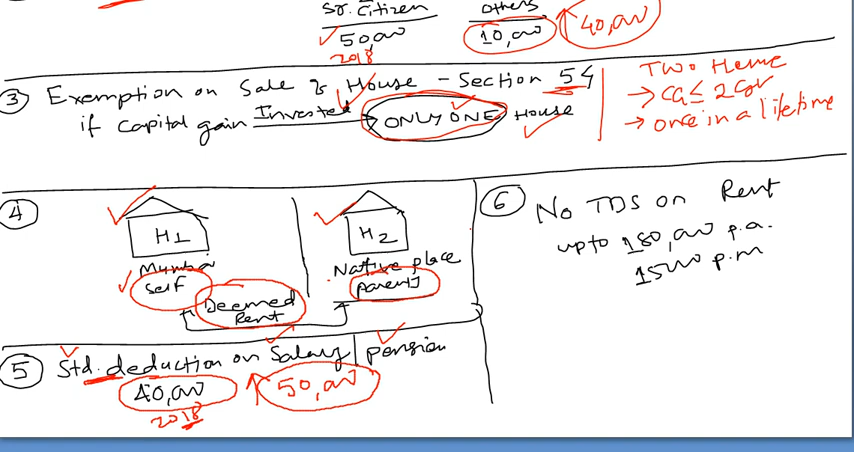 Sr. Citizen Others
50,000 10,000 40,000
2018
③ Exemption on Sale of House - Section 54
if capital gain Invested ONLY ONE House
TWO Home
→ CG ≤ 2 Cr
→ once in a lifetime
④ H1 H2
Mumbai Native place
Self Parents
Deemed
Rent
⑤ Std. deduction on Salary | pension
40,000 50,000
2018
⑥ No TDS on Rent
upto 180,000 p.a.
15000 p.m